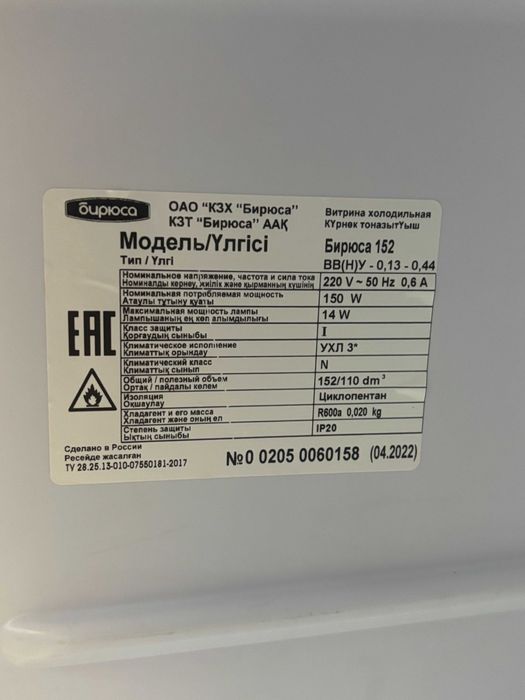 бирюса
ОАО "КЗХ "Бирюса"
КЗТ "Бирюса" ААҚ
Витрина холодильная
Көрнек тоназытқыш
Модель/Үлгісі
Тип / Үлгі
Бирюса 152
ВВ(Н)У - 0,13 - 0,44
Номинальное напряжение, частота и сила тока
Номиналды кернеу, жиілік және қырманның күшінің
220 V ~ 50 Hz 0,6 A
Номинальная потребляемая мощность
Атаулы тұтыну қуаты
150 W
Максимальная мощность лампы
Лампышаның ең көп алымдылығы
14 W
Класс защиты
Қорғаудың сыныбы
I
Климатическое исполнение
Климаттық орындау
УХЛ 3*
Климатический класс
Климаттық сынып
N
Общий / полезный объем
Ортақ / пайдалы көлем
152/110 dm³
Изоляция
Оқшаулау
Циклопентан
Хладагент и его масса
Хладагент және оның ел
R600a 0,020 kg
Степень защиты
Ықтың сыныбы
IP20
EAC
Сделано в России
Ресейде жасалған
ТУ 28.25.13-010-07550181-2017
№0 0205 0060158 (04.2022)